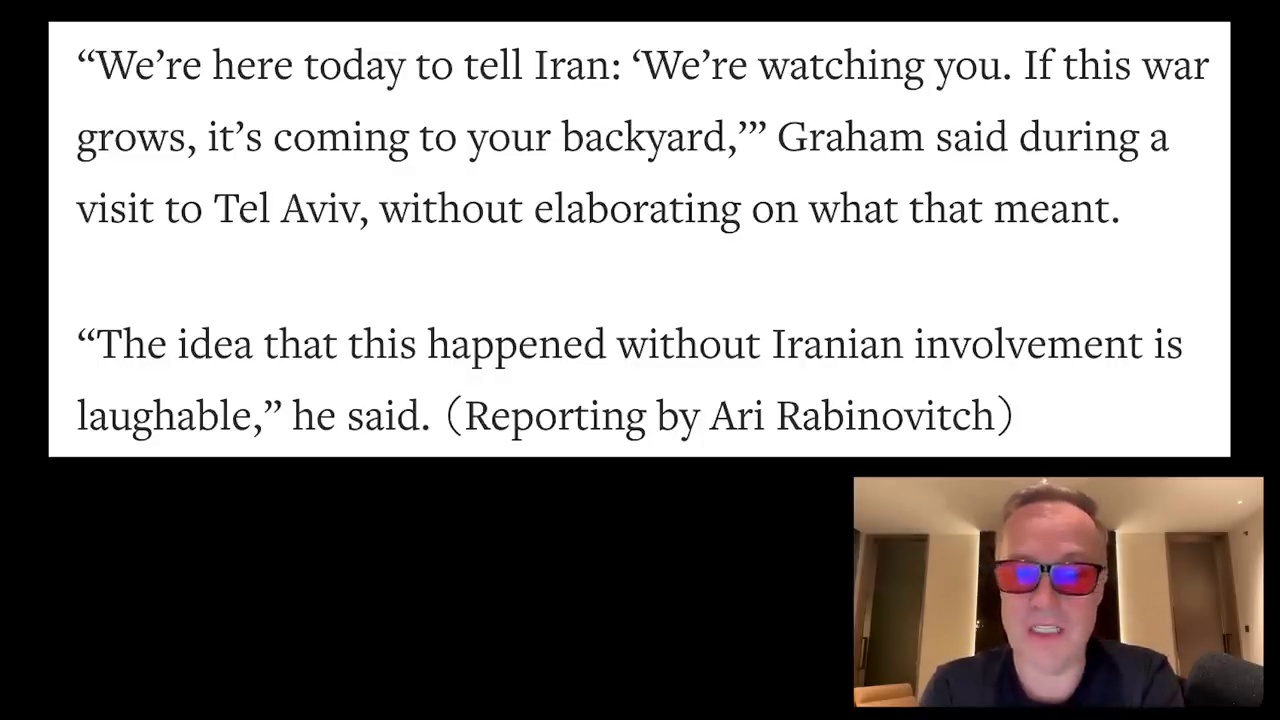 “We’re here today to tell Iran: ‘We’re watching you. If this war
grows, it’s coming to your backyard,’” Graham said during a
visit to Tel Aviv, without elaborating on what that meant.
“The idea that this happened without Iranian involvement is
laughable,” he said. (Reporting by Ari Rabinovitch)